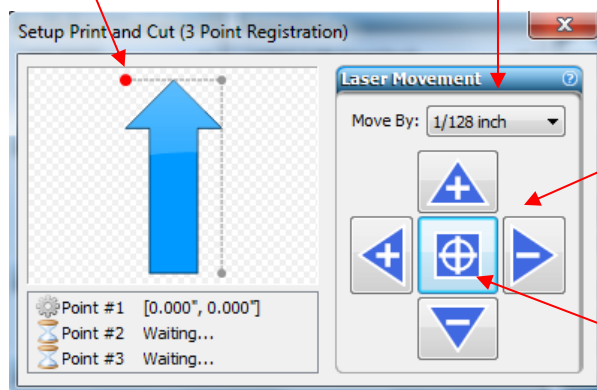 Setup Print and Cut (3 Point Registration)
Laser Movement
Move By: 1/128 inch
Point #1 [0.000", 0.000"]
Point #2 Waiting...
Point #3 Waiting...